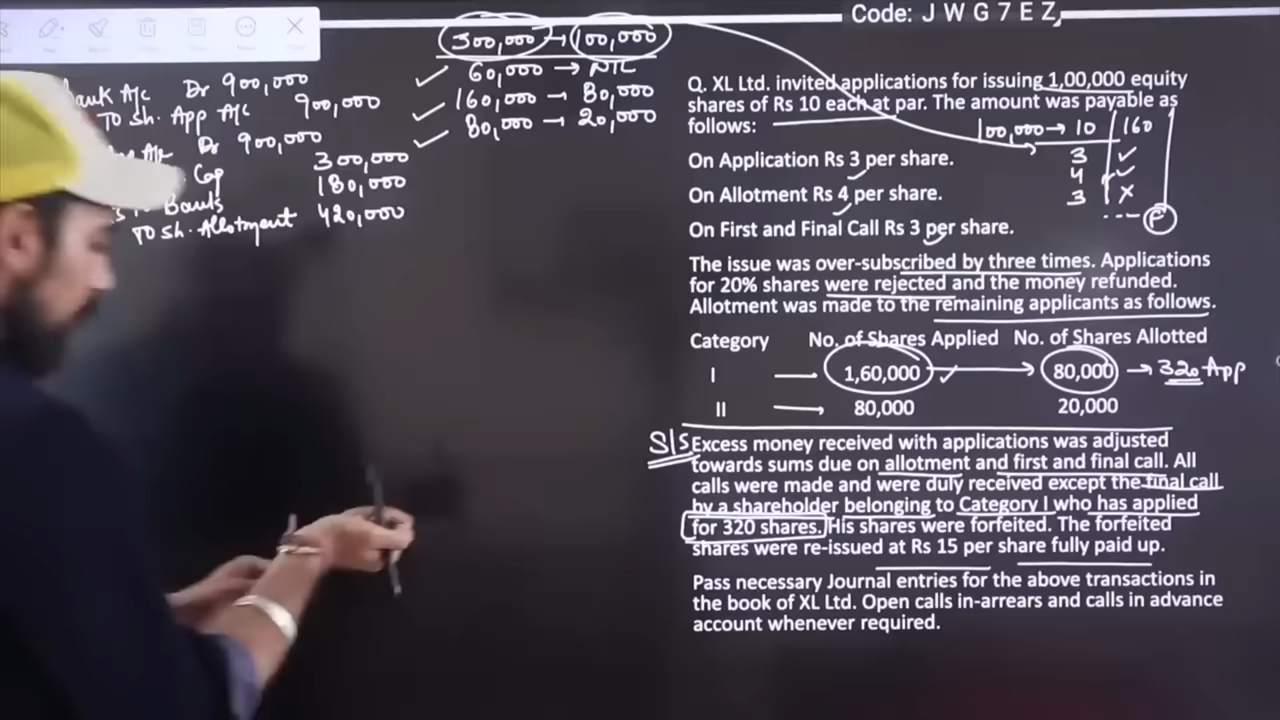 Code: J W G 7 E Z
300,000 → 100,000
60,000 → NIL
160,000 → 80,000
80,000 → 20,000
Bank A/c Dr 900,000
To Sh. App A/c 900,000
Dr 900,000
Cap 300,000
Bank 180,000
To Sh. Allotment 420,000
Q. XL Ltd. invited applications for issuing 1,00,000 equity
shares of Rs 10 each at par. The amount was payable as
follows:
100,000 → 10 160
3 ✓
4 ✓
3 X
F
On Application Rs 3 per share.
On Allotment Rs 4 per share.
On First and Final Call Rs 3 per share.
The issue was over-subscribed by three times. Applications
for 20% shares were rejected and the money refunded.
Allotment was made to the remaining applicants as follows.
Category No. of Shares Applied No. of Shares Allotted
I 1,60,000 80,000 → 320 App
II 80,000 20,000
S/S Excess money received with applications was adjusted
towards sums due on allotment and first and final call. All
calls were made and were duly received except the final call
by a shareholder belonging to Category I who has applied
for 320 shares. His shares were forfeited. The forfeited
shares were re-issued at Rs 15 per share fully paid up.
Pass necessary Journal entries for the above transactions in
the book of XL Ltd. Open calls in-arrears and calls in advance
account whenever required.